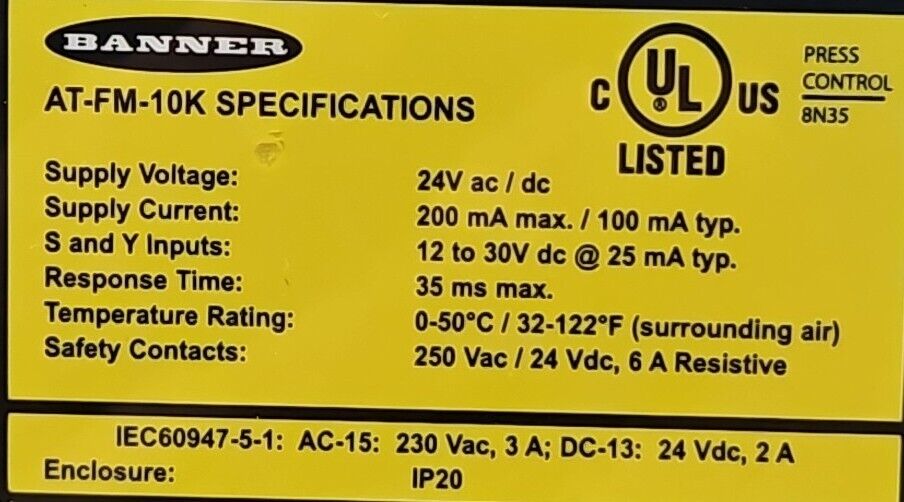 BANNER
AT-FM-10K SPECIFICATIONS
C UL ® US
LISTED
PRESS
CONTROL
8N35
Supply Voltage: 24V ac / dc
Supply Current: 200 mA max. / 100 mA typ.
S and Y Inputs: 12 to 30V dc @ 25 mA typ.
Response Time: 35 ms max.
Temperature Rating: 0-50°C / 32-122°F (surrounding air)
Safety Contacts: 250 Vac / 24 Vdc, 6 A Resistive
IEC60947-5-1: AC-15: 230 Vac, 3 A; DC-13: 24 Vdc, 2 A
Enclosure: IP20